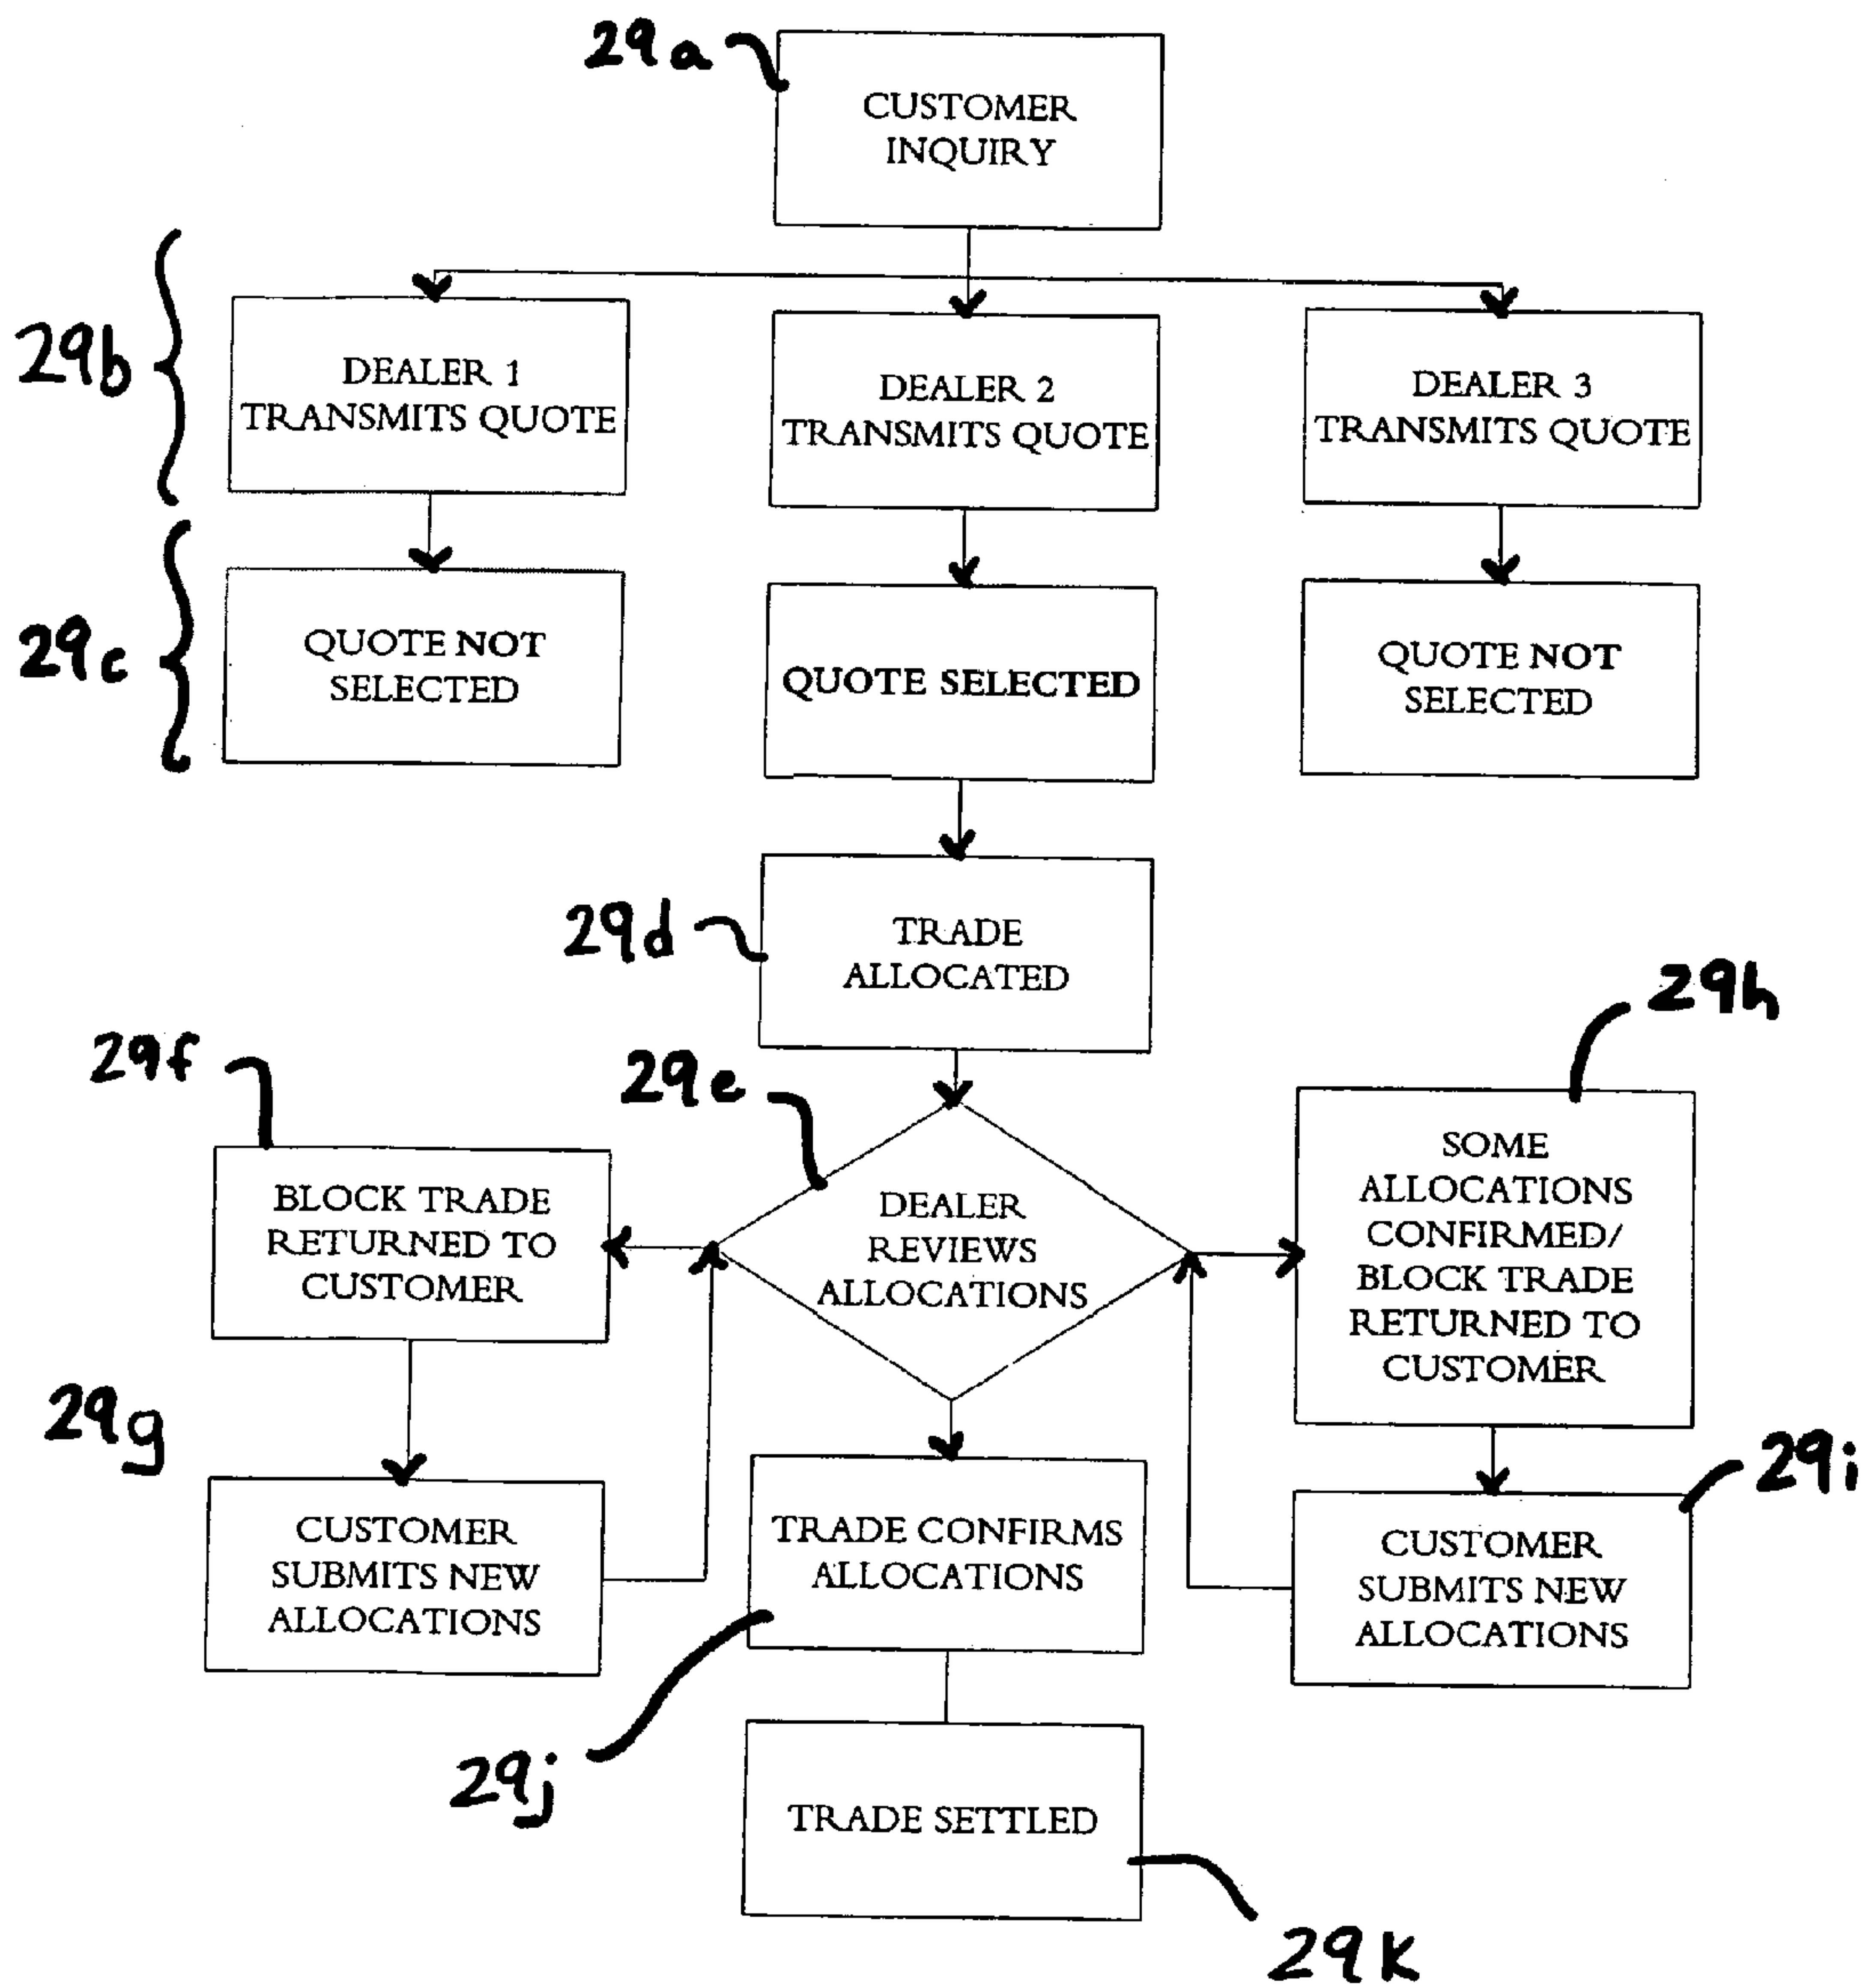 29a
CUSTOMER
INQUIRY
29b
DEALER 1
TRANSMITS QUOTE
DEALER 2
TRANSMITS QUOTE
DEALER 3
TRANSMITS QUOTE
29c
QUOTE NOT
SELECTED
QUOTE SELECTED
QUOTE NOT
SELECTED
29d
TRADE
ALLOCATED
29f
29e
29h
BLOCK TRADE
RETURNED TO
CUSTOMER
DEALER
REVIEWS
ALLOCATIONS
SOME
ALLOCATIONS
CONFIRMED/
BLOCK TRADE
RETURNED TO
CUSTOMER
29g
CUSTOMER
SUBMITS NEW
ALLOCATIONS
TRADE CONFIRMS
ALLOCATIONS
29i
CUSTOMER
SUBMITS NEW
ALLOCATIONS
29j
TRADE SETTLED
29K